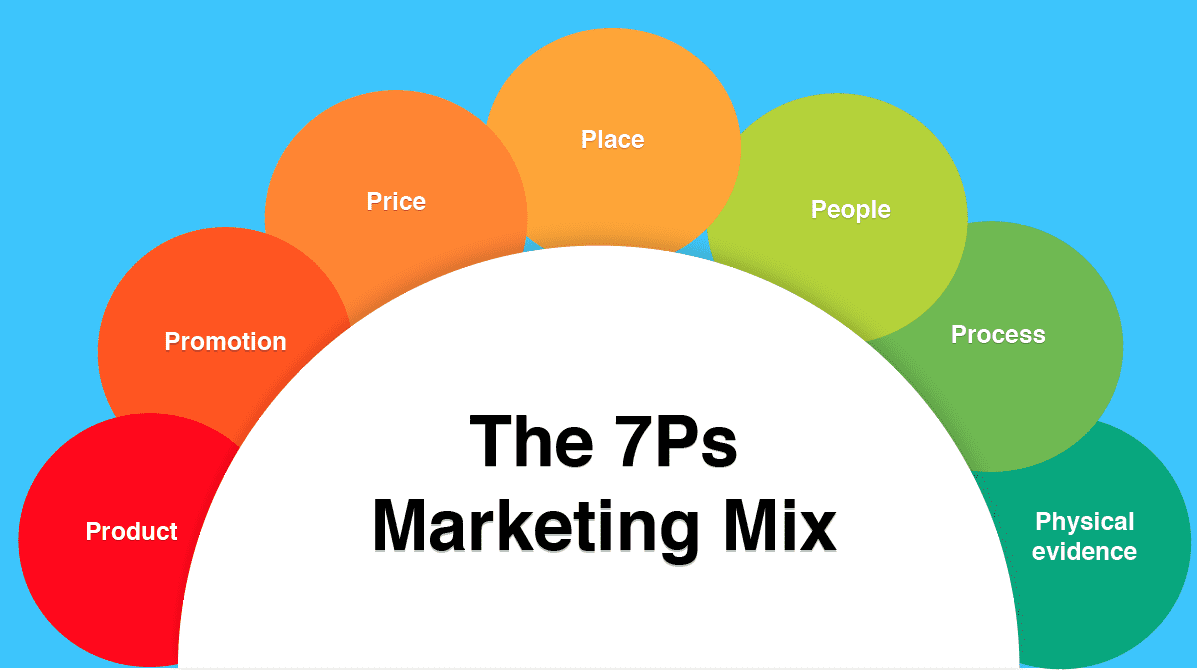 Place
Price
People
Promotion
Process
The 7Ps
Marketing Mix
Product
Physical
evidence